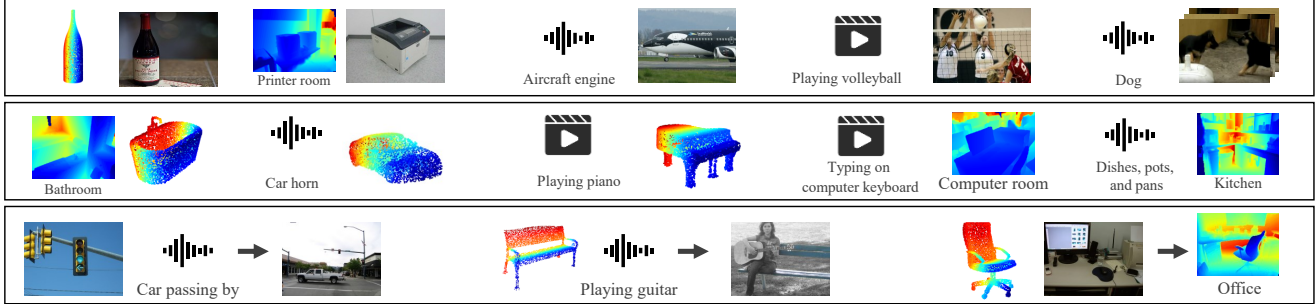 Printer room
Aircraft engine
Playing volleyball
Dog
Bathroom
Car horn
Playing piano
Typing on
computer keyboard
Computer room
Dishes, pots,
and pans
Kitchen
Car passing by
Playing guitar
Office